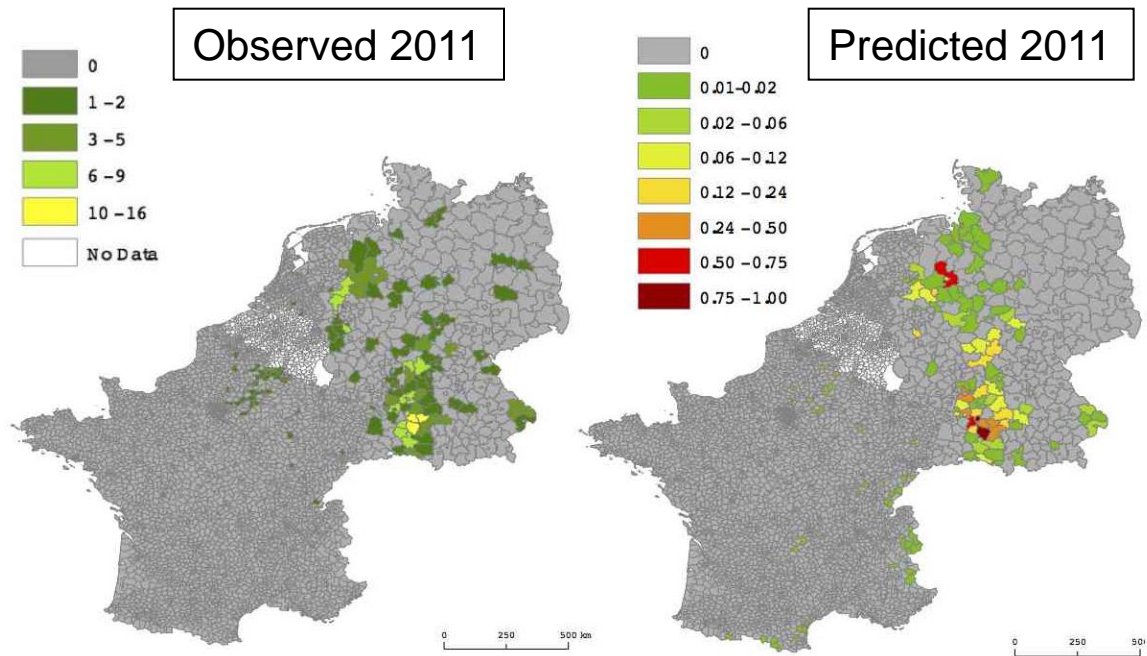 Observed 2011
0
1 - 2
3 - 5
6 - 9
10 - 16
No Data
0 250 500 km
Predicted 2011
0
0.01-0.02
0.02 - 0.06
0.06 - 0.12
0.12 - 0.24
0.24 - 0.50
0.50 - 0.75
0.75 - 1.00
0 250 500